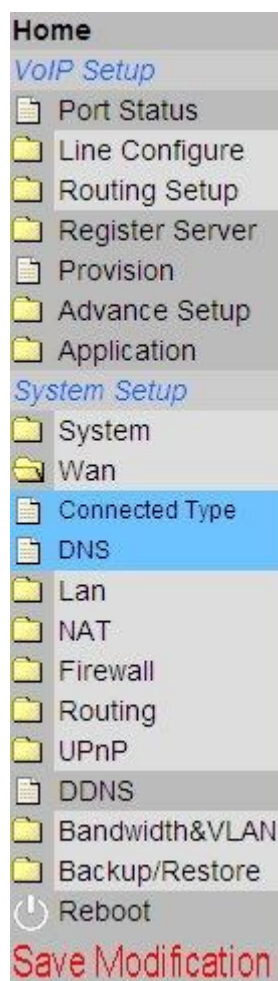 Home
VoIP Setup
Port Status
Line Configure
Routing Setup
Register Server
Provision
Advance Setup
Application
System Setup
System
Wan
Connected Type
DNS
Lan
NAT
Firewall
Routing
UPnP
DDNS
Bandwidth&VLAN
Backup/Restore
Reboot
Save Modification